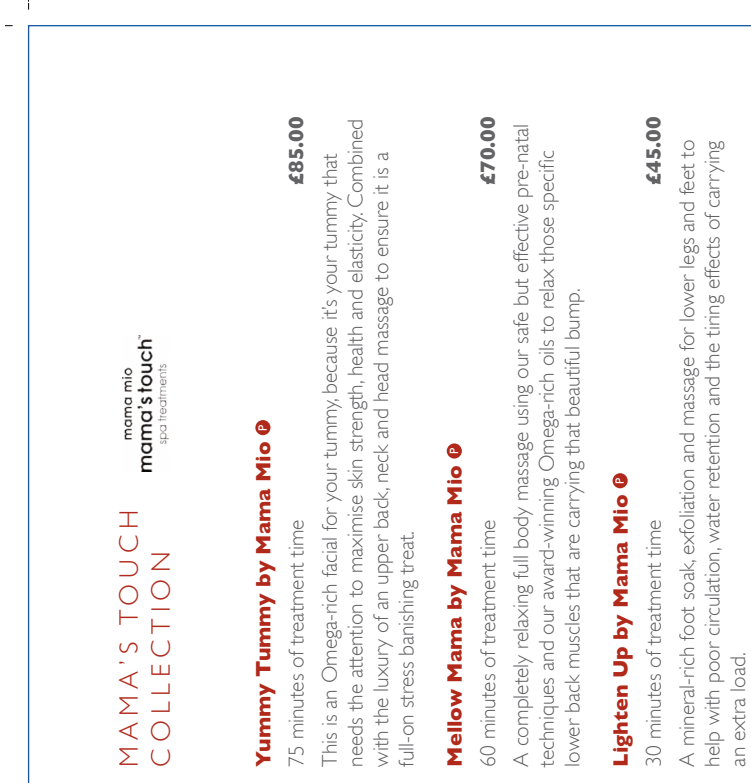 MAMA'S TOUCH
COLLECTION
mama mio
mama's touch™
spa treatments
Yummy Tummy by Mama Mio P
75 minutes of treatment time £85.00
This is an Omega-rich facial for your tummy, because it's your tummy that
needs the attention to maximise skin strength, health and elasticity. Combined
with the luxury of an upper back, neck and head massage to ensure it is a
full-on stress banishing treat.
Mellow Mama by Mama Mio P
60 minutes of treatment time £70.00
A completely relaxing full body massage using our safe but effective pre-natal
techniques and our award-winning Omega-rich oils to relax those specific
lower back muscles that are carrying that beautiful bump.
Lighten Up by Mama Mio P
30 minutes of treatment time £45.00
A mineral-rich foot soak, exfoliation and massage for lower legs and feet to
help with poor circulation, water retention and the tiring effects of carrying
an extra load.